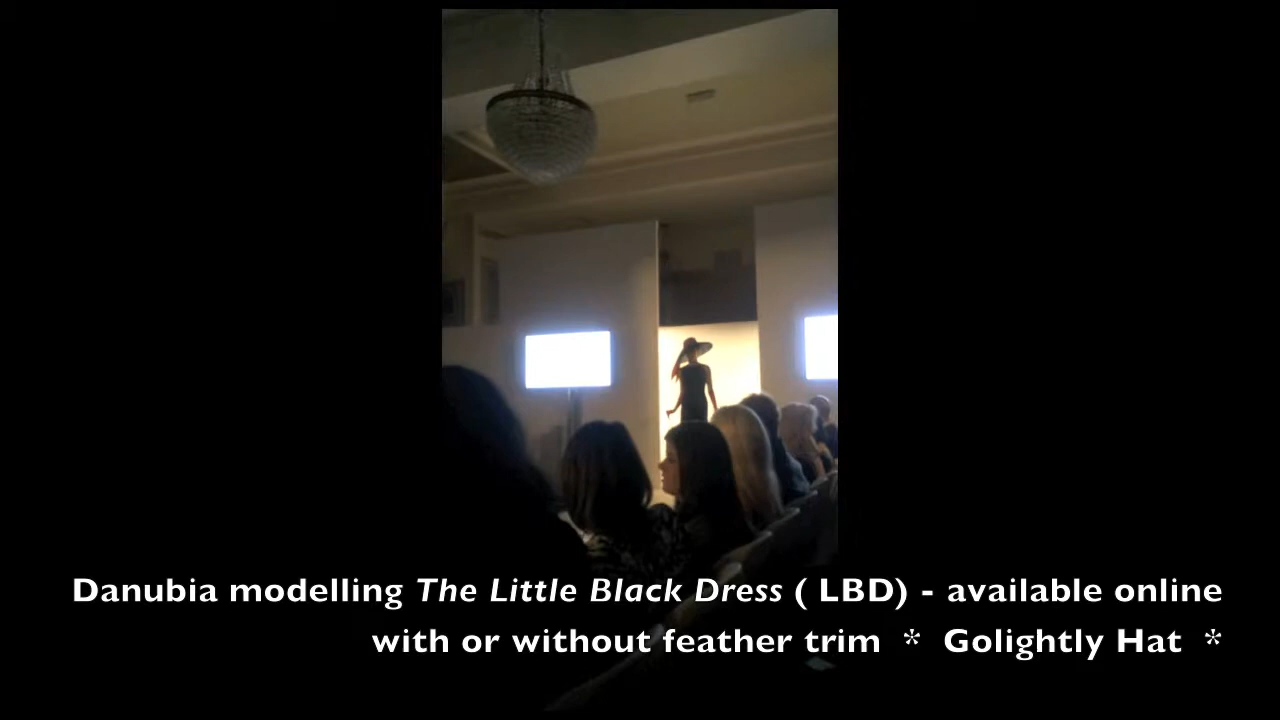 Danubia modelling The Little Black Dress ( LBD) - available online
with or without feather trim * Golightly Hat *